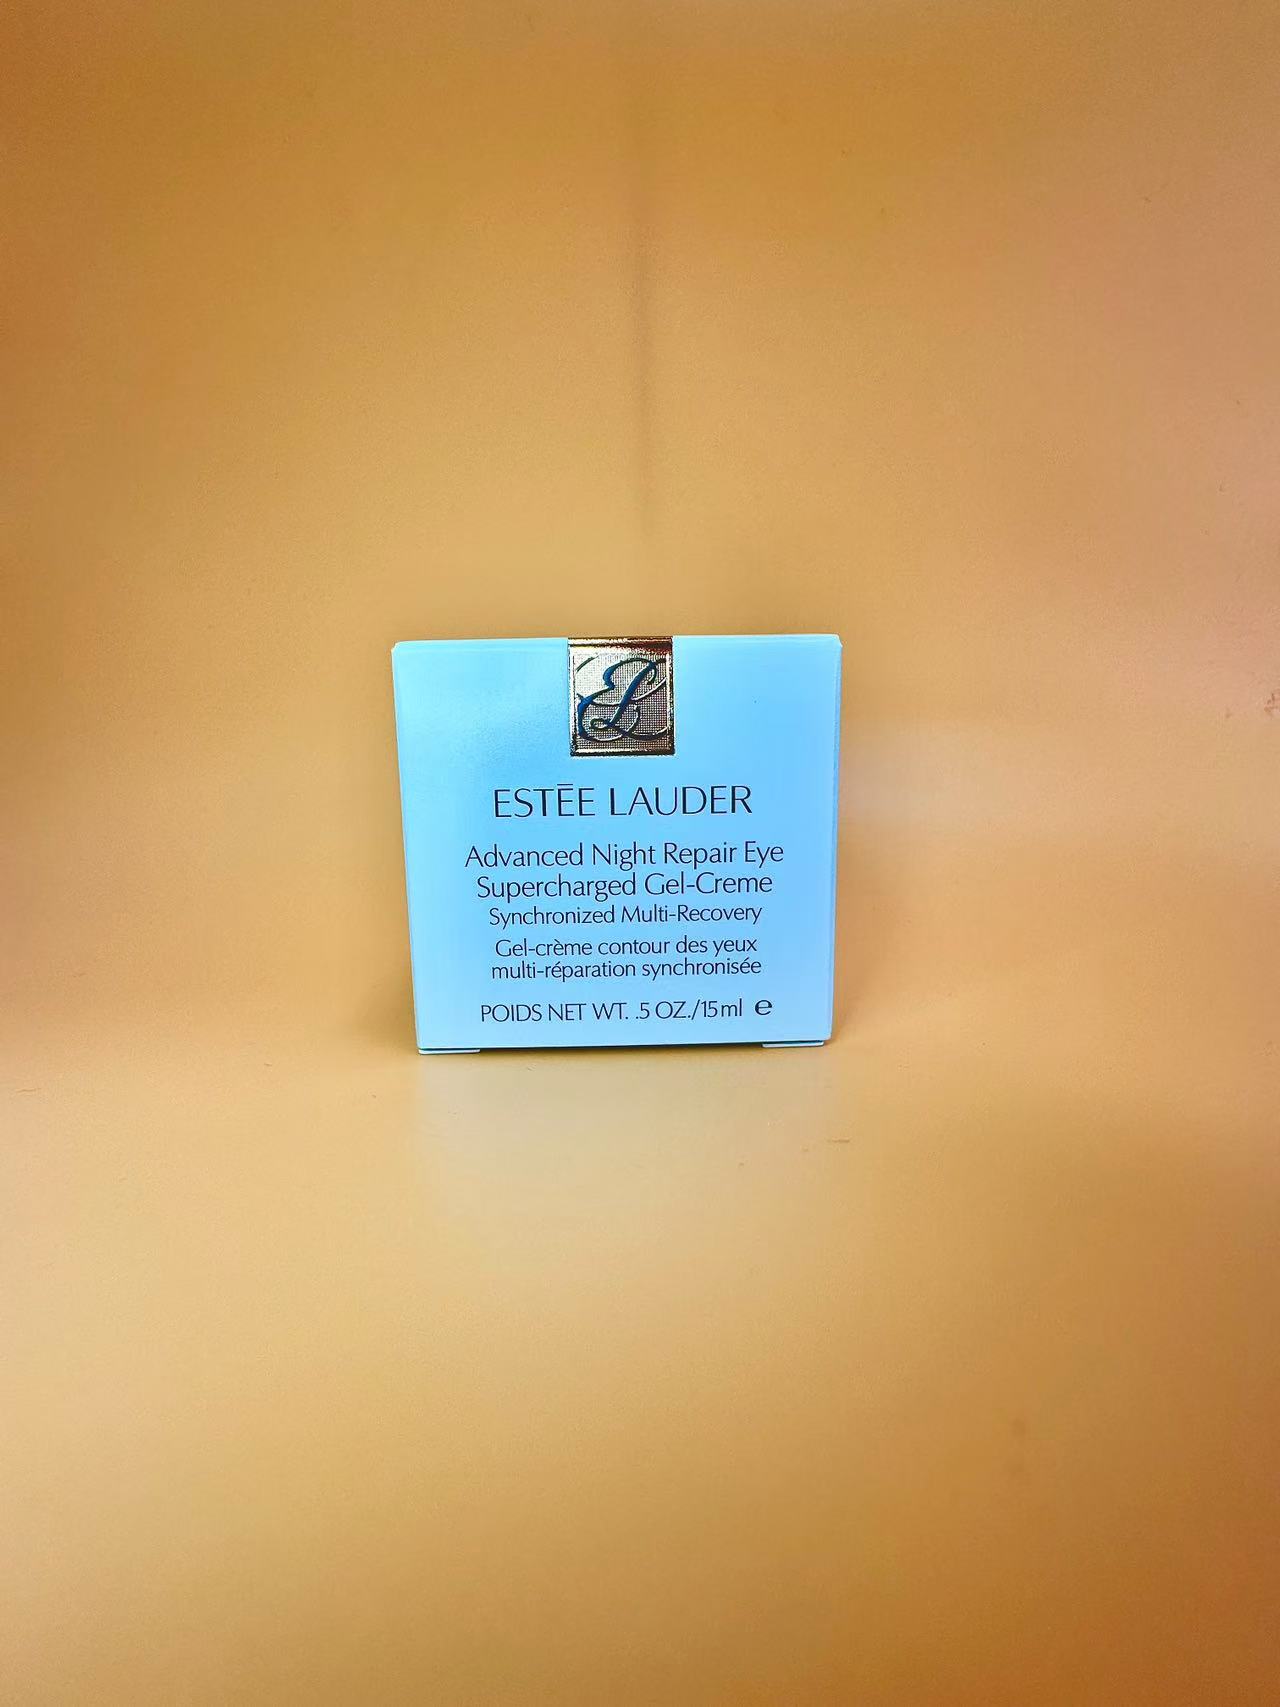 EL
ESTĒE LAUDER
Advanced Night Repair Eye
Supercharged Gel-Creme
Synchronized Multi-Recovery
Gel-crème contour des yeux
multi-réparation synchronisée
POIDS NET WT. .5 OZ./15ml ℮